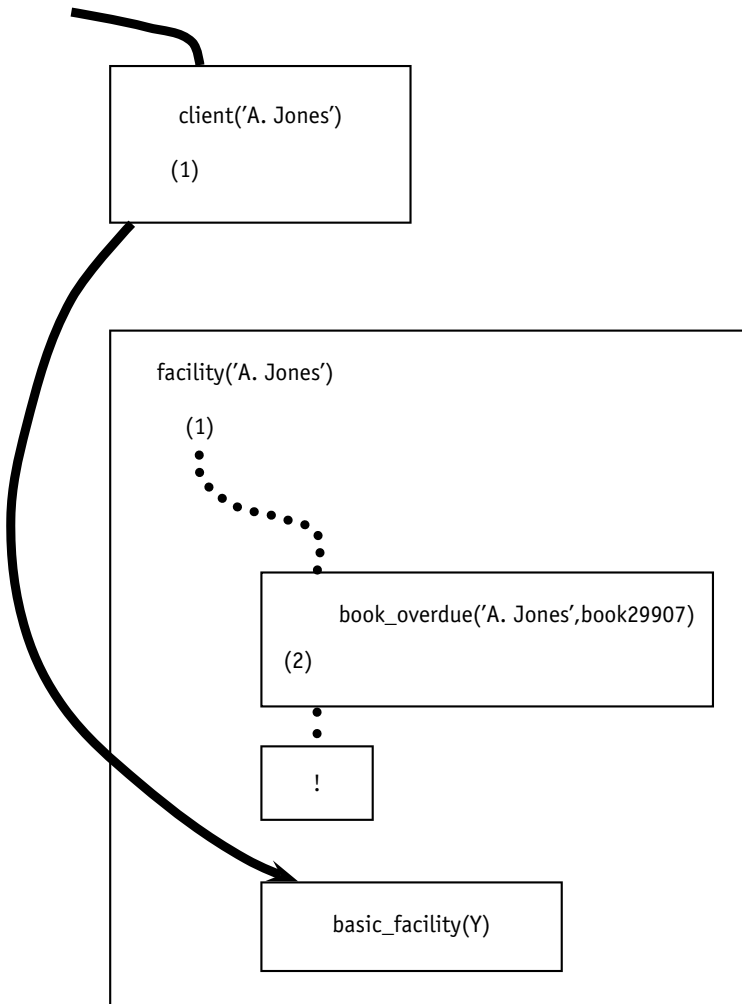 client('A. Jones')
(1)
facility('A. Jones')
(1)
book_overdue('A. Jones',book29907)
(2)
!
basic_facility(Y)